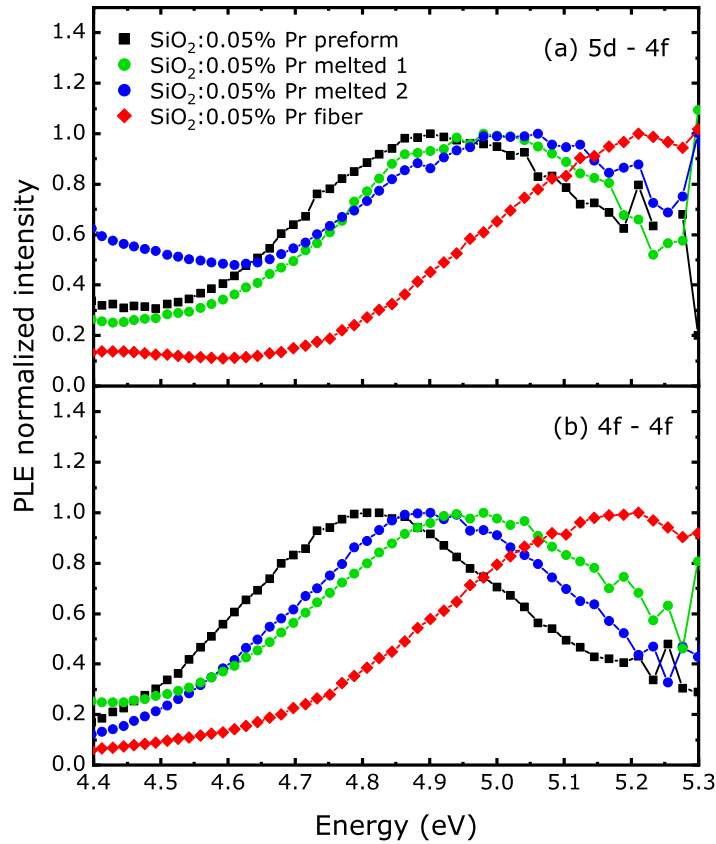 PLE normalized intensity
1.4
1.2
1.0
0.8
0.6
0.4
0.2
0.0
SiO₂:0.05% Pr preform
SiO₂:0.05% Pr melted 1
SiO₂:0.05% Pr melted 2
SiO₂:0.05% Pr fiber
(a) 5d - 4f
1.4
1.2
1.0
0.8
0.6
0.4
0.2
0.0
(b) 4f - 4f
4.4 4.5 4.6 4.7 4.8 4.9 5.0 5.1 5.2 5.3
Energy (eV)